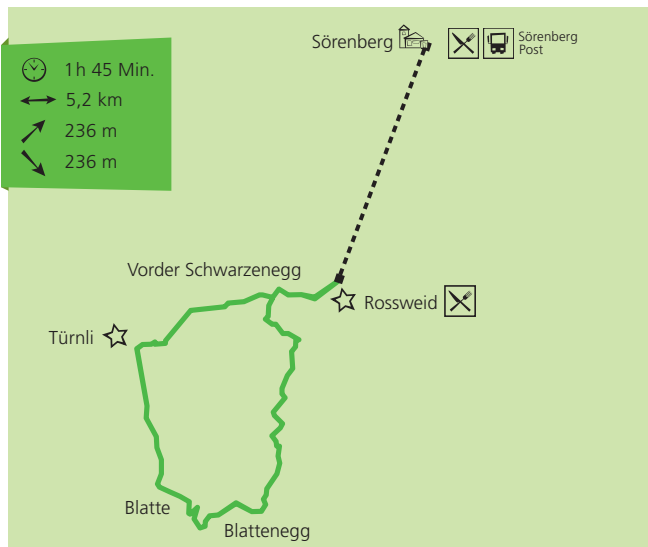 Sörenberg
Sörenberg
Post
1h 45 Min.
5,2 km
236 m
236 m
Vorder Schwarzenegg
Rossweid
Türnli
Blatte
Blattenegg